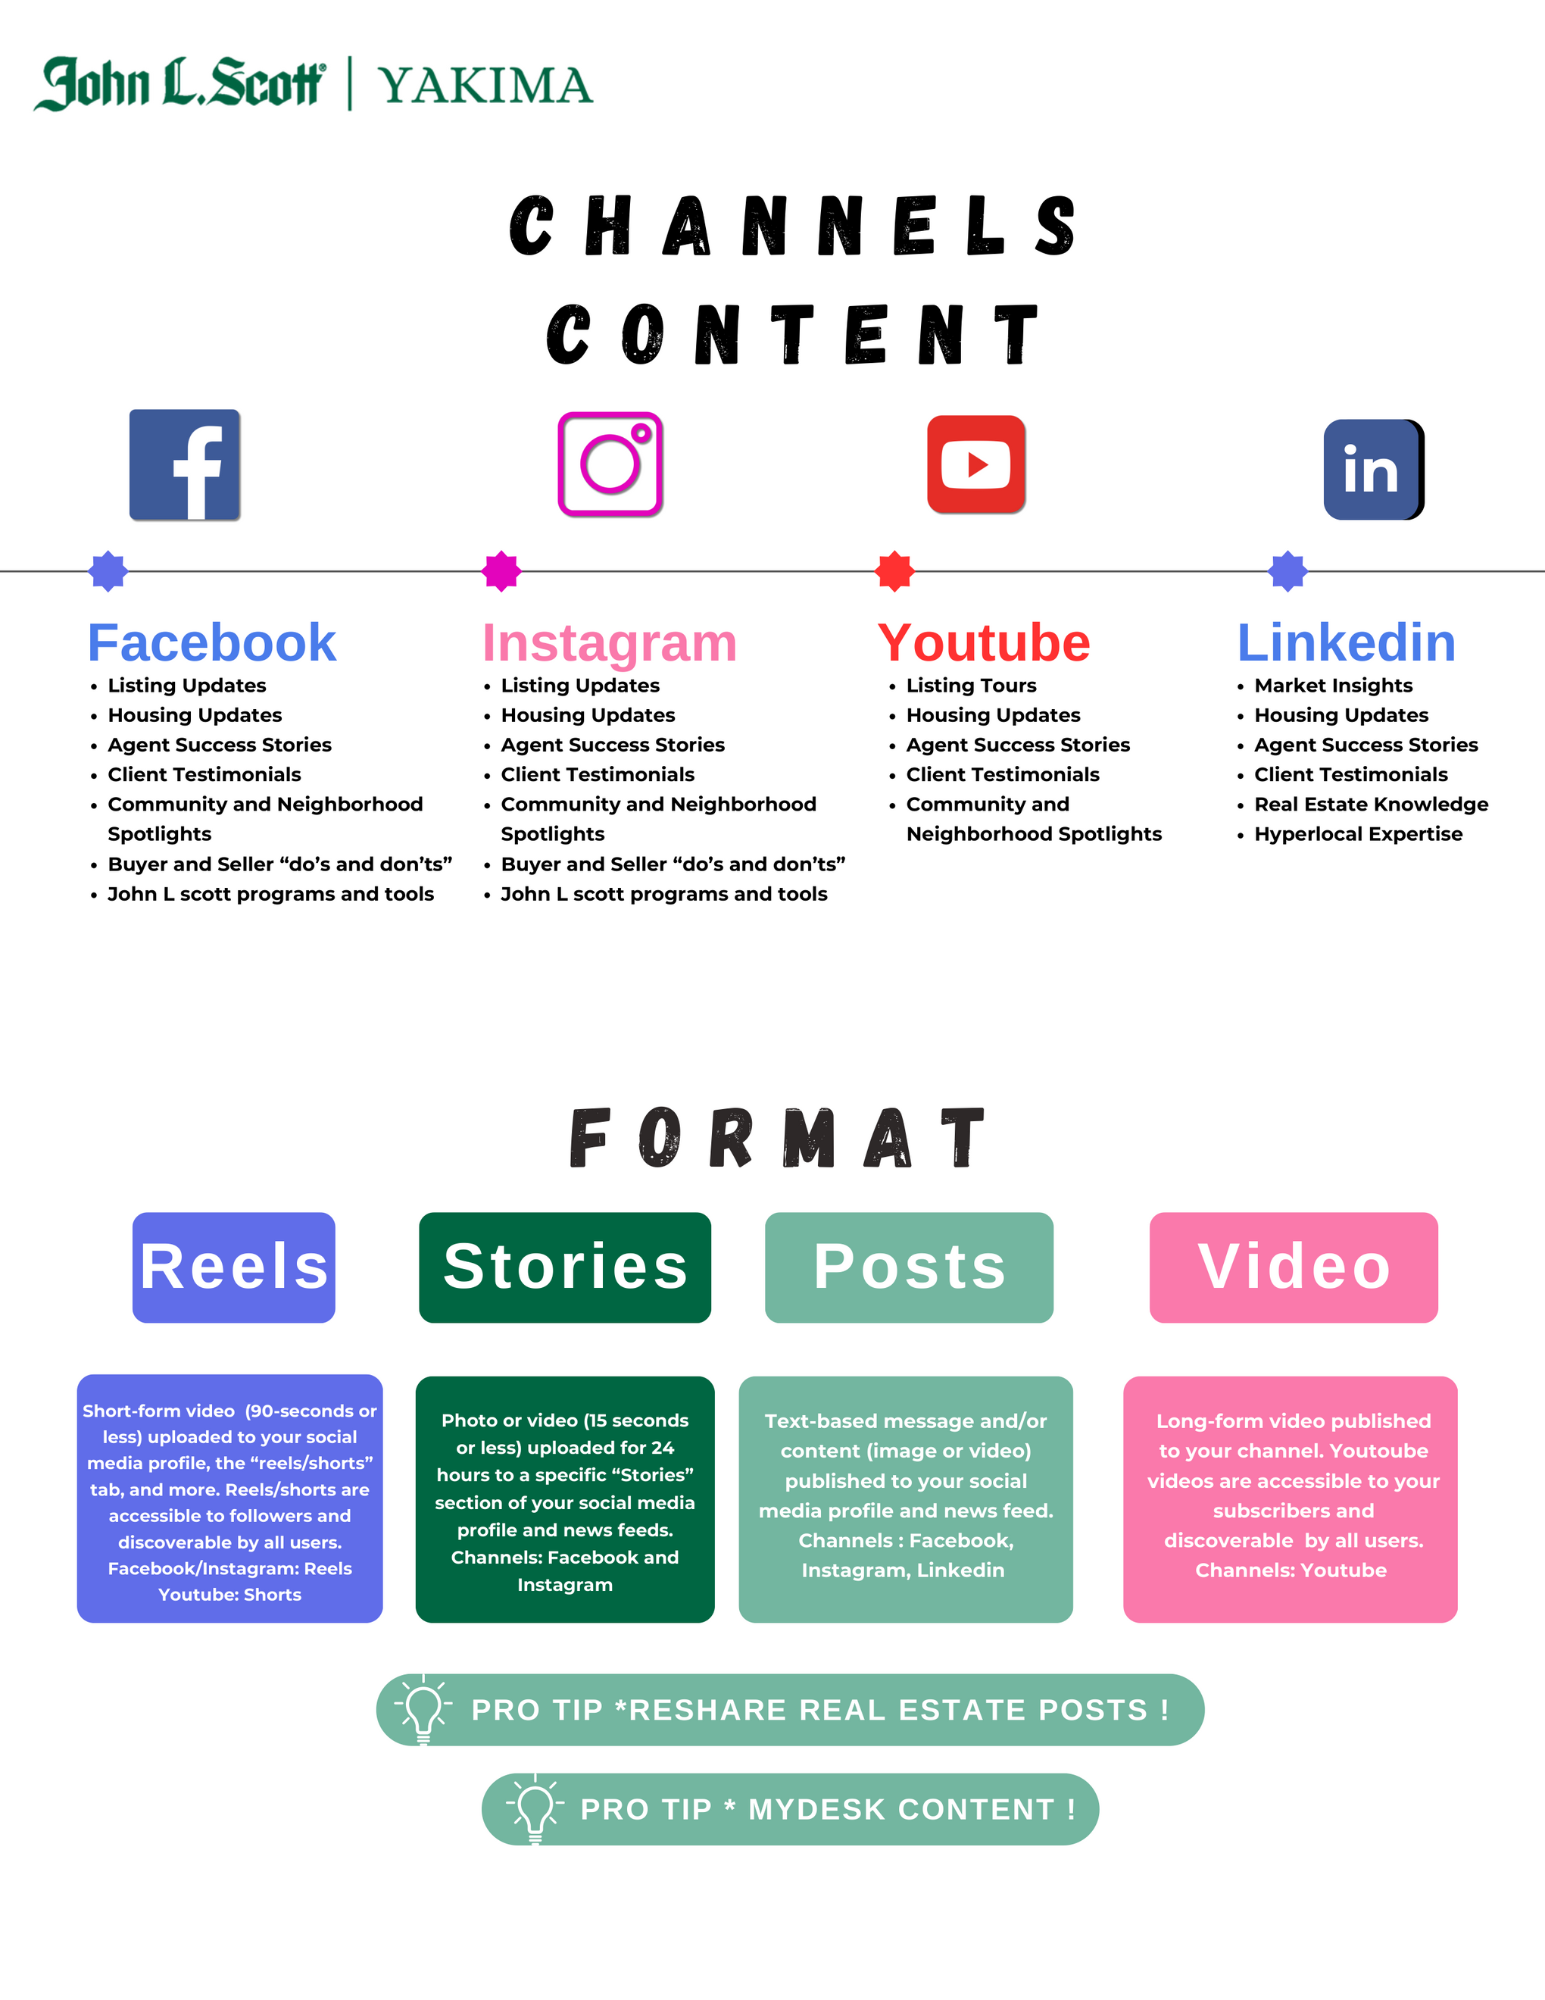 John L. Scott® | YAKIMA
CHANNELS
CONTENT
f
in
Facebook
• Listing Updates
• Housing Updates
• Agent Success Stories
• Client Testimonials
• Community and Neighborhood
Spotlights
• Buyer and Seller “do’s and don’ts”
• John L scott programs and tools
Instagram
• Listing Updates
• Housing Updates
• Agent Success Stories
• Client Testimonials
• Community and Neighborhood
Spotlights
• Buyer and Seller “do’s and don’ts”
• John L scott programs and tools
Youtube
• Listing Tours
• Housing Updates
• Agent Success Stories
• Client Testimonials
• Community and
Neighborhood Spotlights
Linkedin
• Market Insights
• Housing Updates
• Agent Success Stories
• Client Testimonials
• Real Estate Knowledge
• Hyperlocal Expertise
FORMAT
Reels
Short-form video (90-seconds or
less) uploaded to your social
media profile, the “reels/shorts”
tab, and more. Reels/shorts are
accessible to followers and
discoverable by all users.
Facebook/Instagram: Reels
Youtube: Shorts
Stories
Photo or video (15 seconds
or less) uploaded for 24
hours to a specific “Stories”
section of your social media
profile and news feeds.
Channels: Facebook and
Instagram
Posts
Text-based message and/or
content (image or video)
published to your social
media profile and news feed.
Channels : Facebook,
Instagram, Linkedin
Video
Long-form video published
to your channel. Youtoube
videos are accessible to your
subscribers and
discoverable by all users.
Channels: Youtube
PRO TIP *RESHARE REAL ESTATE POSTS !
PRO TIP * MYDESK CONTENT !